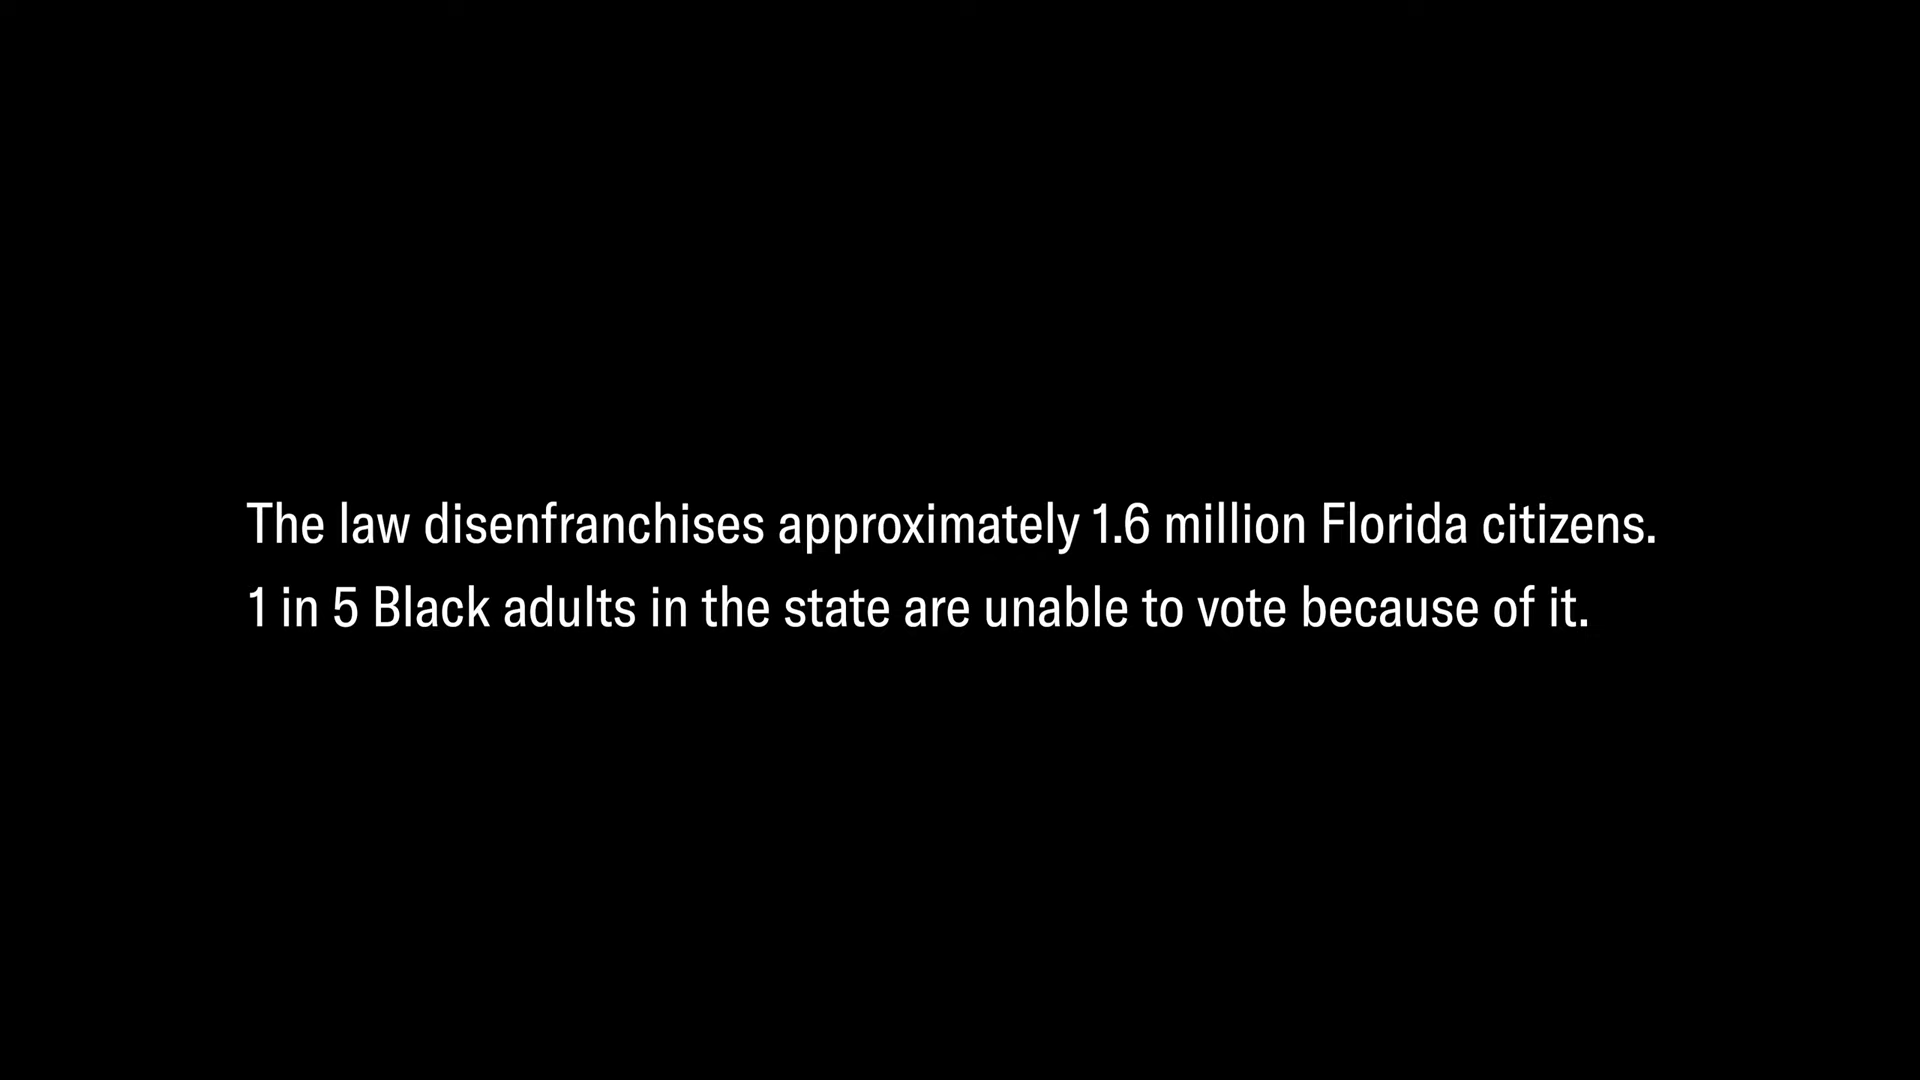 The law disenfranchises approximately 1.6 million Florida citizens.
1 in 5 Black adults in the state are unable to vote because of it.